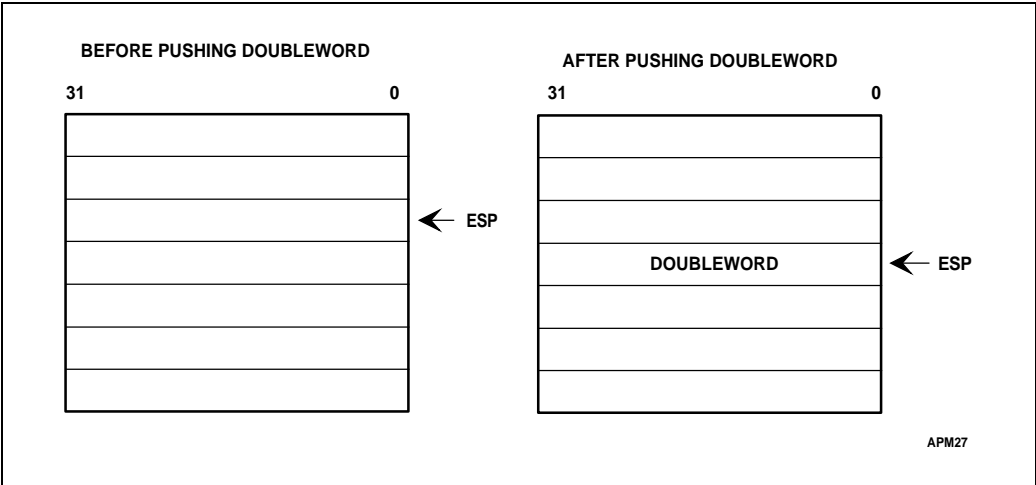 BEFORE PUSHING DOUBLEWORD
31 0
ESP
AFTER PUSHING DOUBLEWORD
31 0
DOUBLEWORD
ESP
APM27